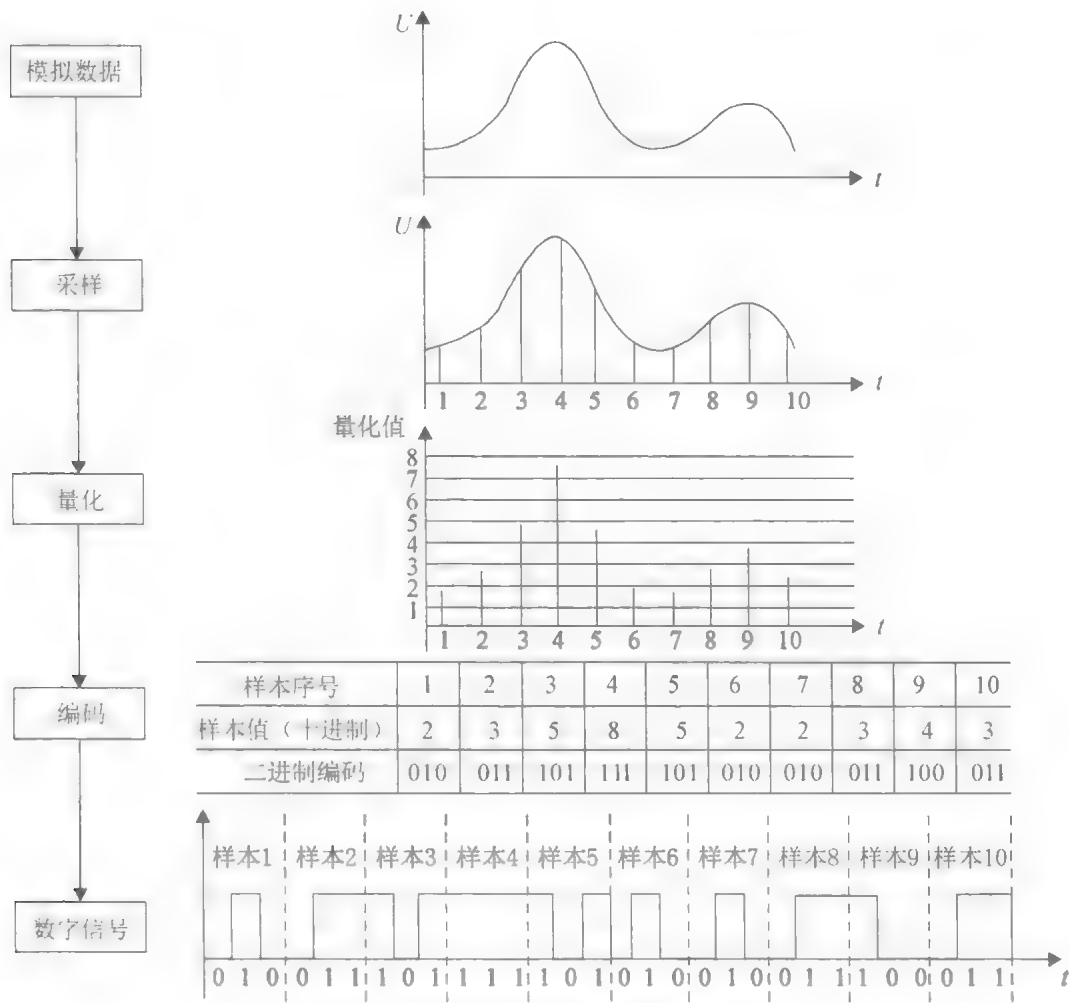 模拟数据
U
t
采样
U
t
1 2 3 4 5 6 7 8 9 10
量化
量化值
8
7
6
5
4
3
2
1
1 2 3 4 5 6 7 8 9 10
t
编码
样本序号 1 2 3 4 5 6 7 8 9 10
样本值（十进制） 2 3 5 8 5 2 2 3 4 3
二进制编码 010 011 101 111 101 010 010 011 100 011
数字信号
样本1 样本2 样本3 样本4 样本5 样本6 样本7 样本8 样本9 样本10
0 1 0 0 1 1 1 0 1 1 1 1 1 0 1 0 1 0 0 1 0 0 1 1 1 0 0 0 1 1
t